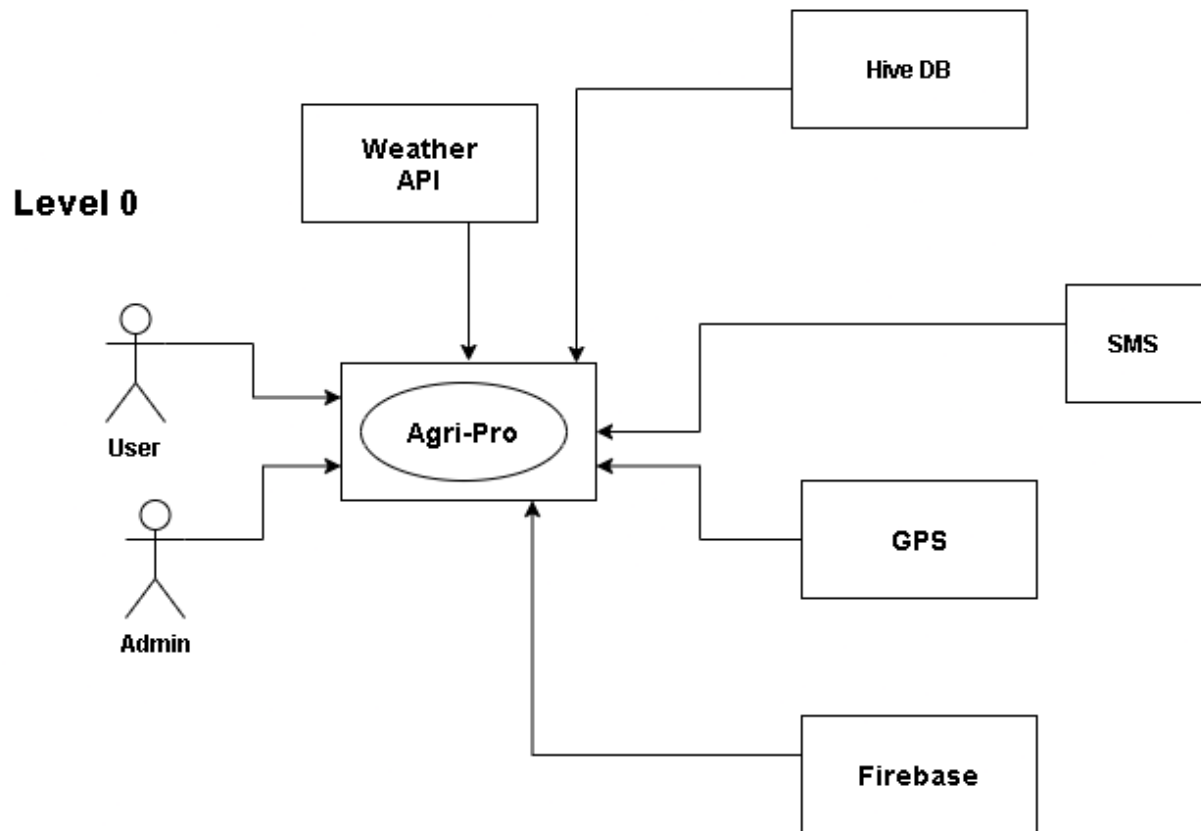 Hive DB
Weather
API
Level 0
SMS
Agri-Pro
User
GPS
Admin
Firebase